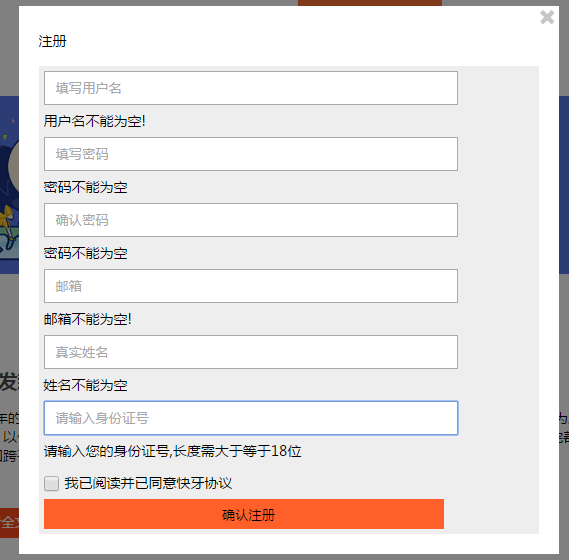 注册
填写用户名
用户名不能为空!
填写密码
密码不能为空
确认密码
密码不能为空
邮箱
邮箱不能为空!
真实姓名
姓名不能为空
请输入身份证号
请输入您的身份证号,长度需大于等于18位
我已阅读并已同意快牙协议
确认注册